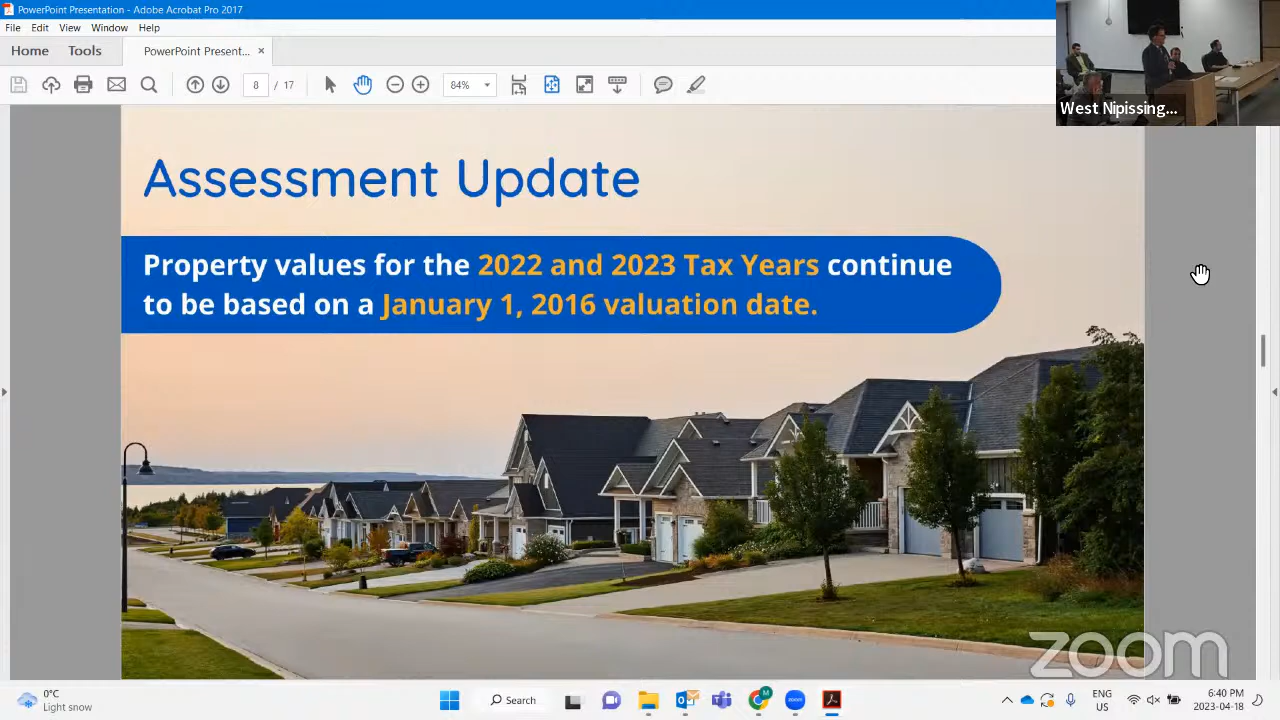 PowerPoint Presentation - Adobe Acrobat Pro 2017
File Edit View Window Help
Home Tools PowerPoint Present... ×
8 / 17 84%
West Nipissing...
Assessment Update
Property values for the 2022 and 2023 Tax Years continue
to be based on a January 1, 2016 valuation date.
zoom
0°C
Light snow
Search
ENG
US
6:40 PM
2023-04-18